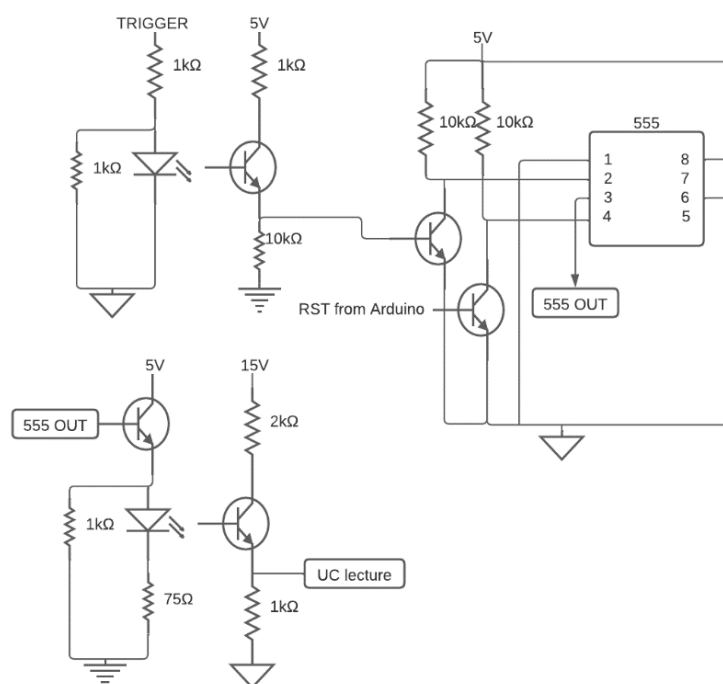 TRIGGER
5V
5V
1kΩ
1kΩ
10kΩ
10kΩ
555
1kΩ
1 8
2 7
3 6
4 5
10kΩ
RST from Arduino
555 OUT
5V
15V
2kΩ
555 OUT
1kΩ
UC lecture
75Ω
1kΩ